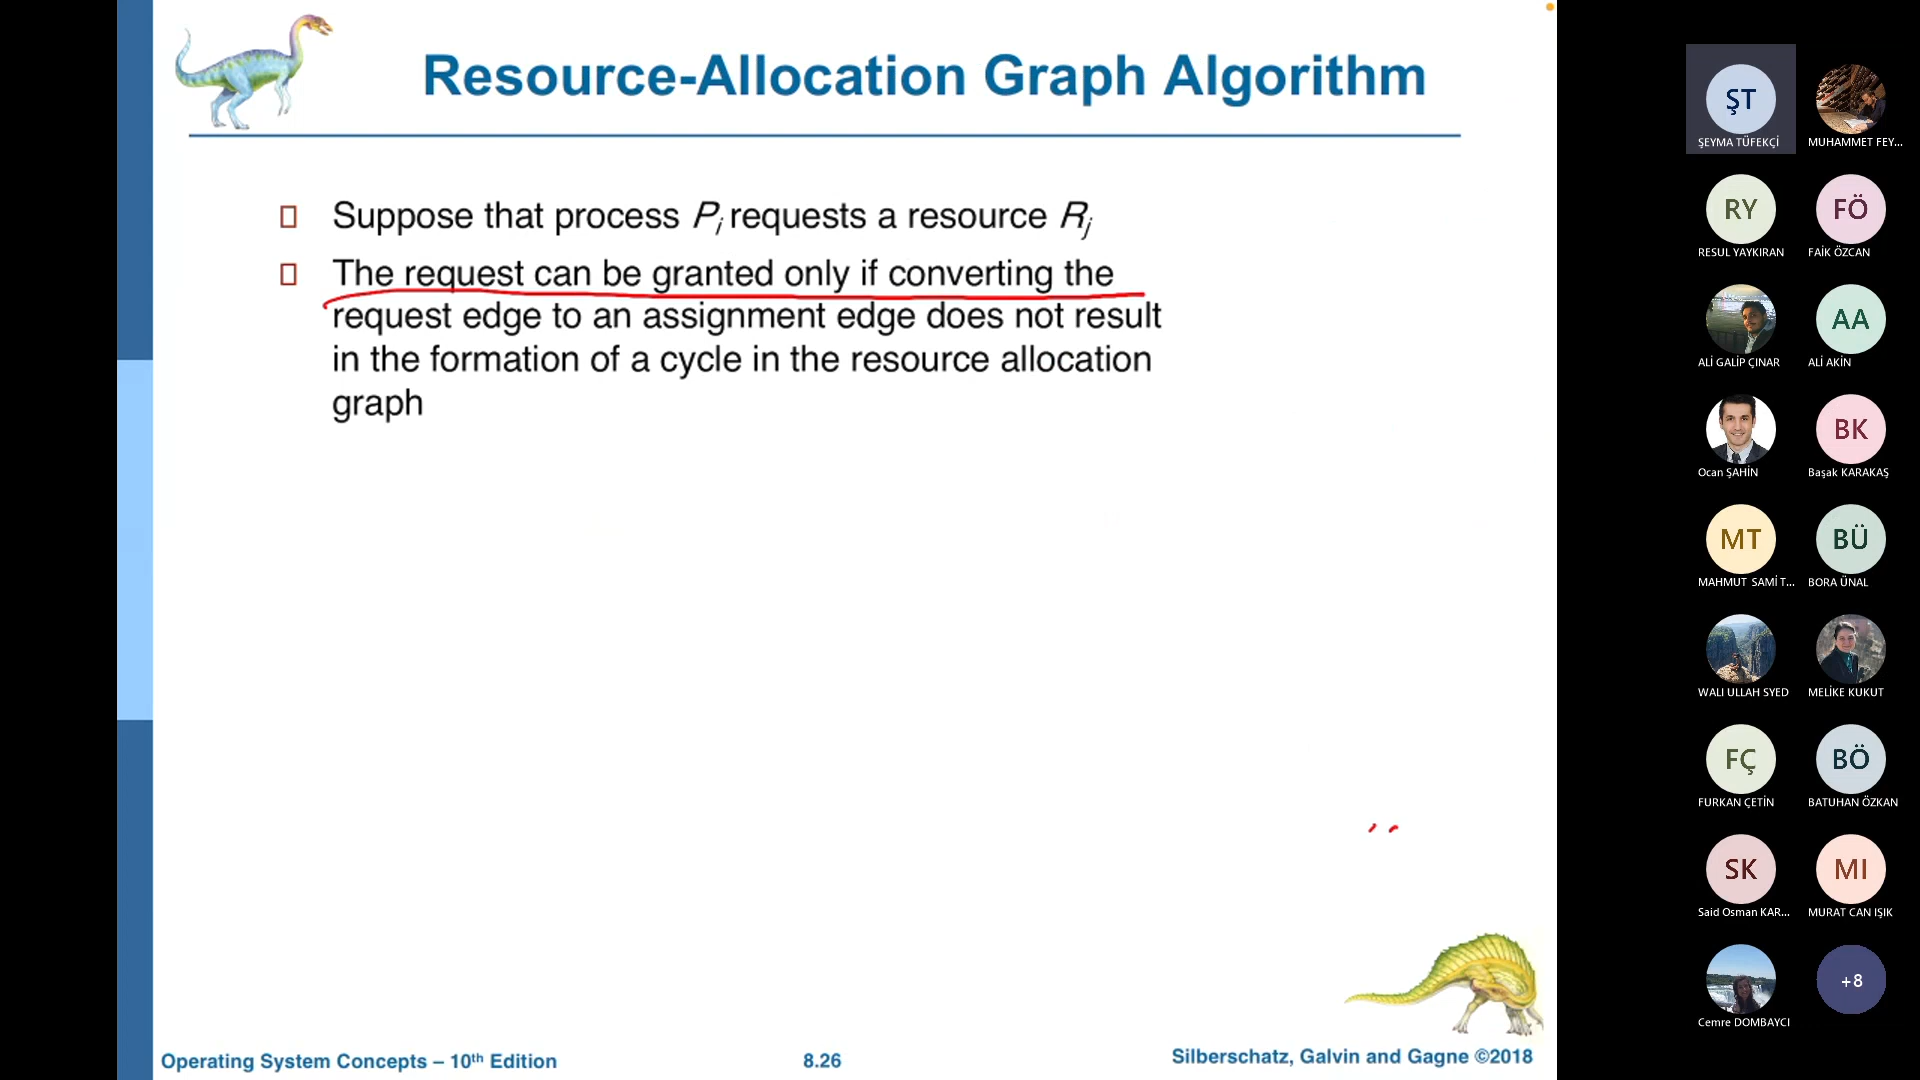 Resource-Allocation Graph Algorithm
Suppose that process Pi requests a resource Rj
The request can be granted only if converting the
request edge to an assignment edge does not result
in the formation of a cycle in the resource allocation
graph
Operating System Concepts – 10th Edition
8.26
Silberschatz, Galvin and Gagne ©2018
ŞT
ŞEYMA TÜFEKÇİ
MUHAMMET FEY...
RY
RESUL YAYKIRAN
FÖ
FAİK ÖZCAN
ALİ GALİP ÇINAR
AA
ALİ AKİN
Ocan ŞAHİN
BK
Başak KARAKAŞ
MT
MAHMUT SAMİ T...
BÜ
BORA ÜNAL
WALI ULLAH SYED
MELİKE KUKUT
FÇ
FURKAN ÇETİN
BÖ
BATUHAN ÖZKAN
SK
Said Osman KAR...
MI
MURAT CAN IŞIK
Cemre DOMBAYCI
+8